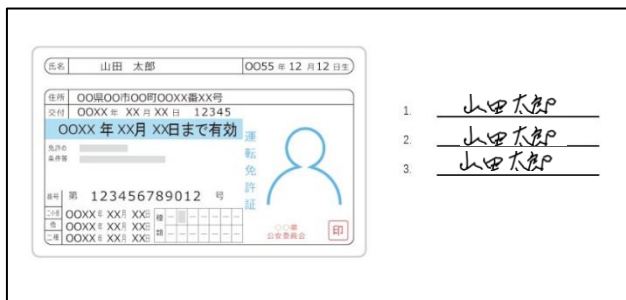 氏名 山田 太郎 OO55 年 12 月 12 日生
住所 OO県OO市OO町OOXX番XX号
交付 OOXX 年 XX 月 XX 日 12345
OOXX 年 XX月 XX日まで有効
免許の
条件等
運転免許証
番号 第 123456789012 号
二・小・原 OOXX 年 XX月 XX日
他 OOXX 年 XX月 XX日
二種 OOXX 年 XX月 XX日
種類
公安委員会
印
1. 山田太郎
2. 山田太郎
3. 山田太郎